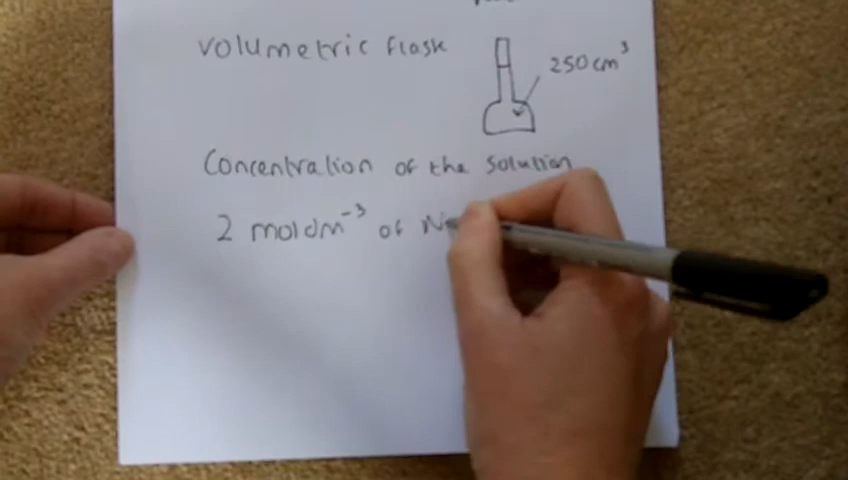 volumetric flask
250cm³
Concentration of the solution
2 moldm⁻³ of N